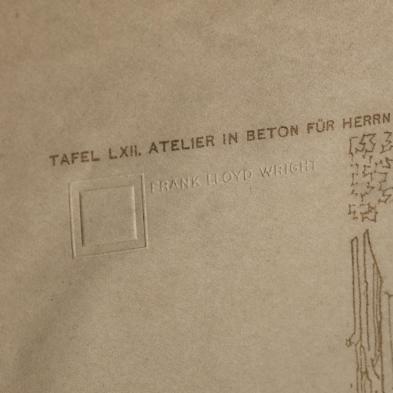 TAFEL LXII. ATELIER IN BETON FÜR HERRN
FRANK LLOYD WRIGHT